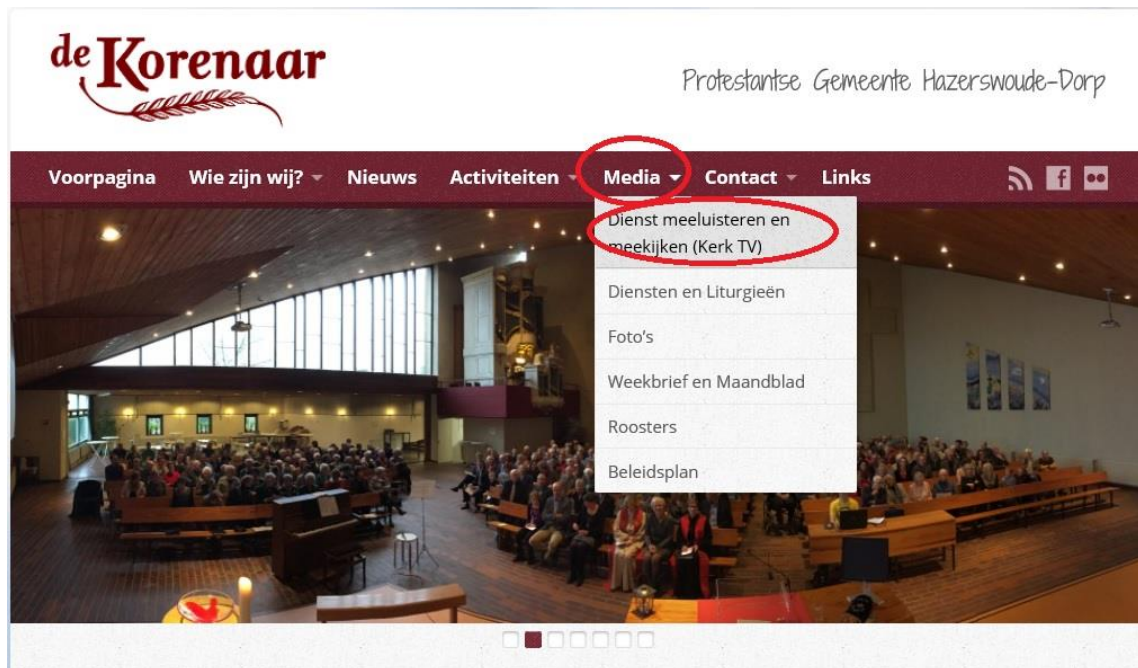 de Korenaar
Protestantse Gemeente Hazerswoude-Dorp
Voorpagina Wie zijn wij? Nieuws Activiteiten Media Contact Links
Dienst meeluisteren en
meekijken (Kerk TV)
Diensten en Liturgieën
Foto's
Weekbrief en Maandblad
Roosters
Beleidsplan